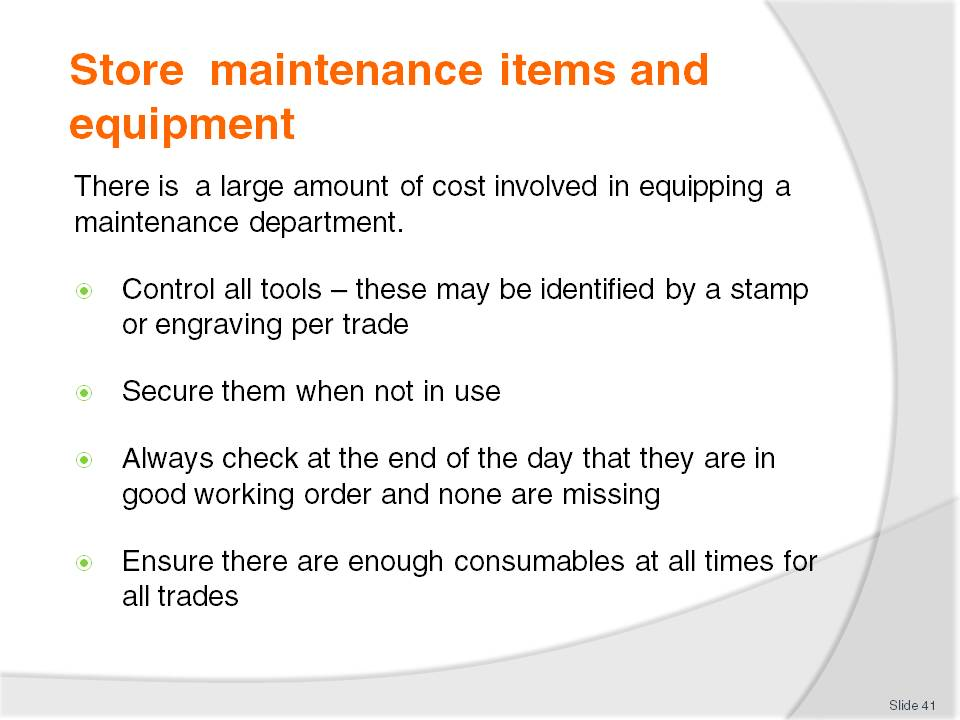 Store  maintenance items and
equipment
There is  a large amount of cost involved in equipping a
maintenance department.
Control all tools – these may be identified by a stamp
or engraving per trade
Secure them when not in use
Always check at the end of the day that they are in
good working order and none are missing
Ensure there are enough consumables at all times for
all trades
Slide 41